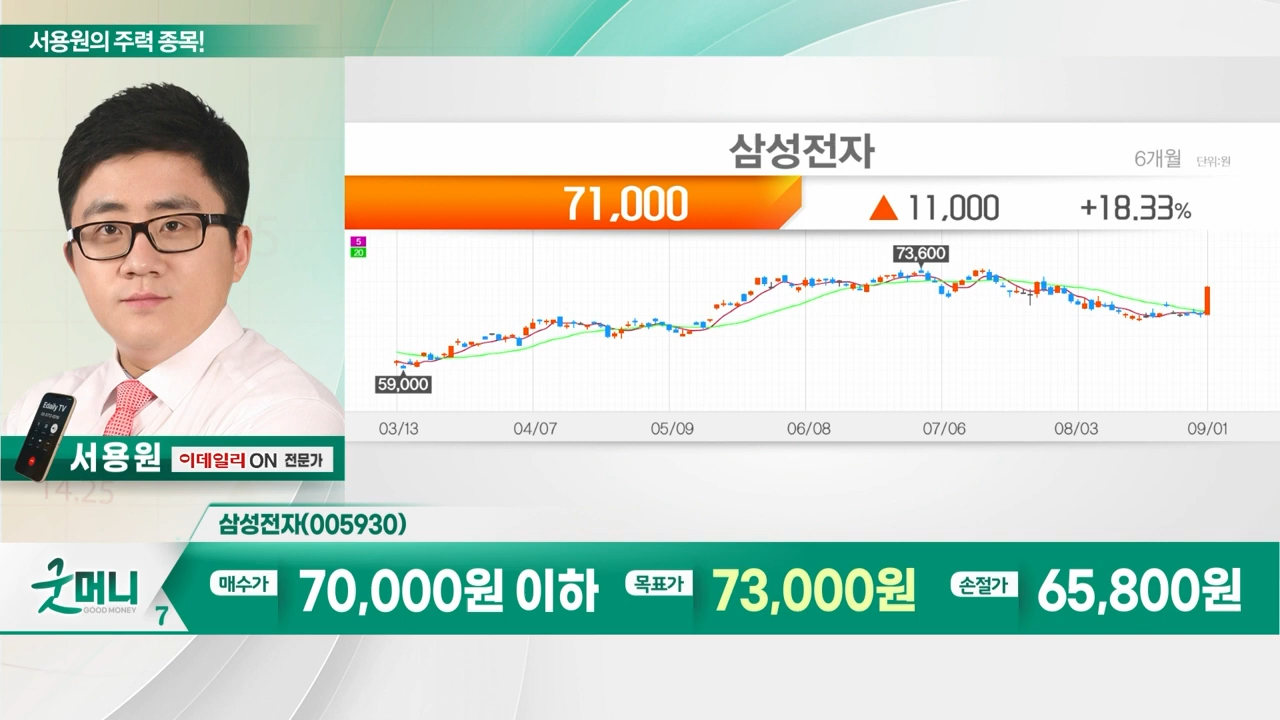 서용원의 주력 종목!
삼성전자
6개월 단위:원
71,000 ▲ 11,000 +18.33%
5
20
73,600
59,000
03/13 04/07 05/09 06/08 07/06 08/03 09/01
Edaily TV
서용원 이데일리 ON 전문가
14.25
삼성전자(005930)
굿머니
GOOD MONEY
7
매수가 70,000원 이하 목표가 73,000원 손절가 65,800원